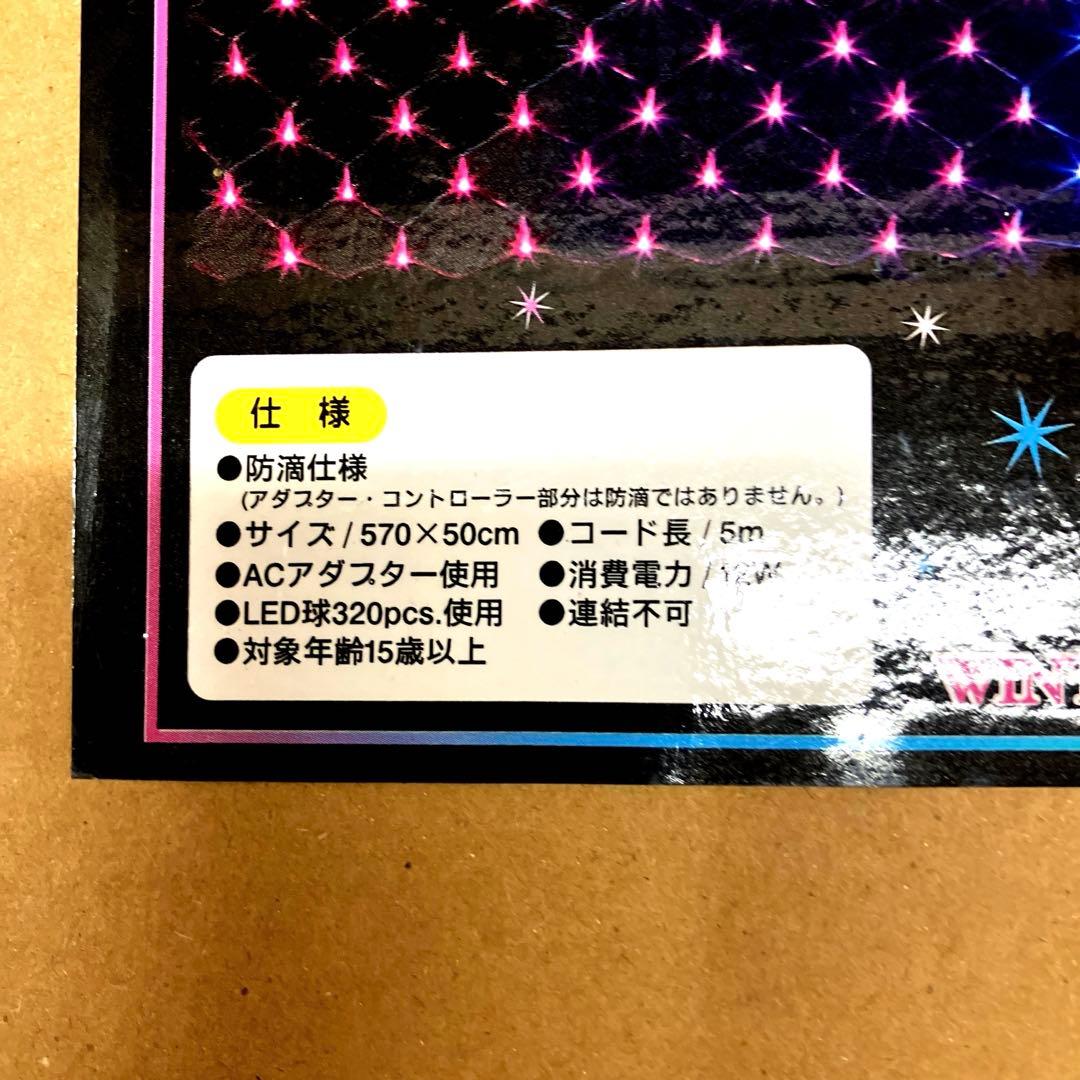 仕 様
●防滴仕様
(アダプター・コントローラー部分は防滴ではありません。)
●サイズ / 570×50cm ●コード長 / 5m
●ACアダプター使用 ●消費電力 / 12W
●LED球320pcs.使用 ●連結不可
●対象年齢15歳以上